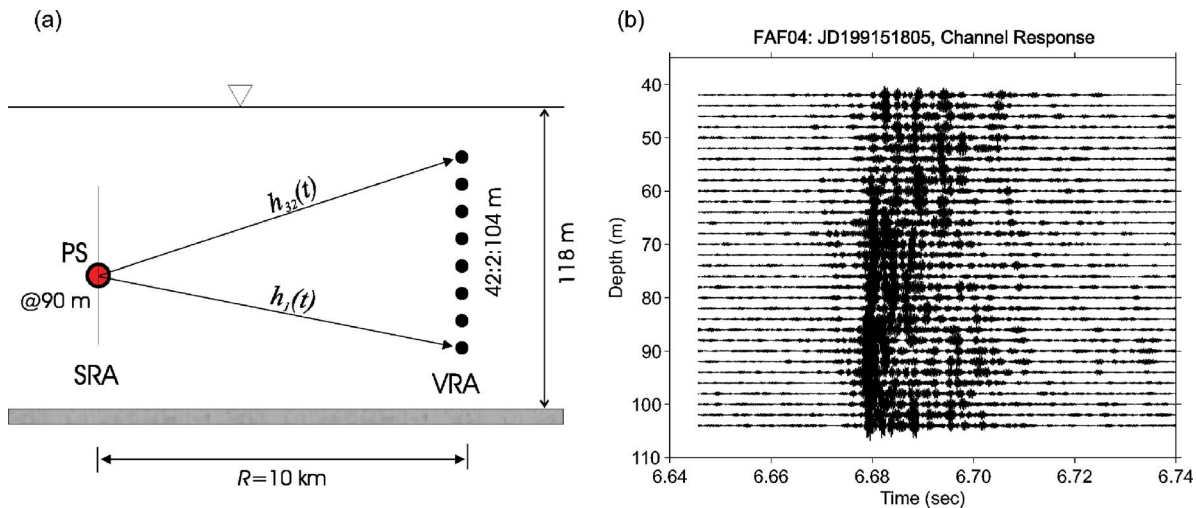 (a)
h32(t)
PS
@90 m
h1(t)
42:2:104 m
118 m
SRA
VRA
R=10 km
(b)
FAF04: JD199151805, Channel Response
Depth (m)
40
50
60
70
80
90
100
110
6.64
6.66
6.68
6.70
6.72
6.74
Time (sec)